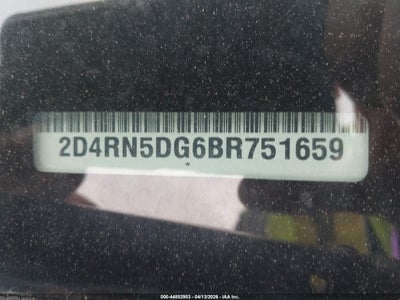 2D4RN5DG6BR751659
*
000-44852953 - 04/13/2026 - IAA Inc.